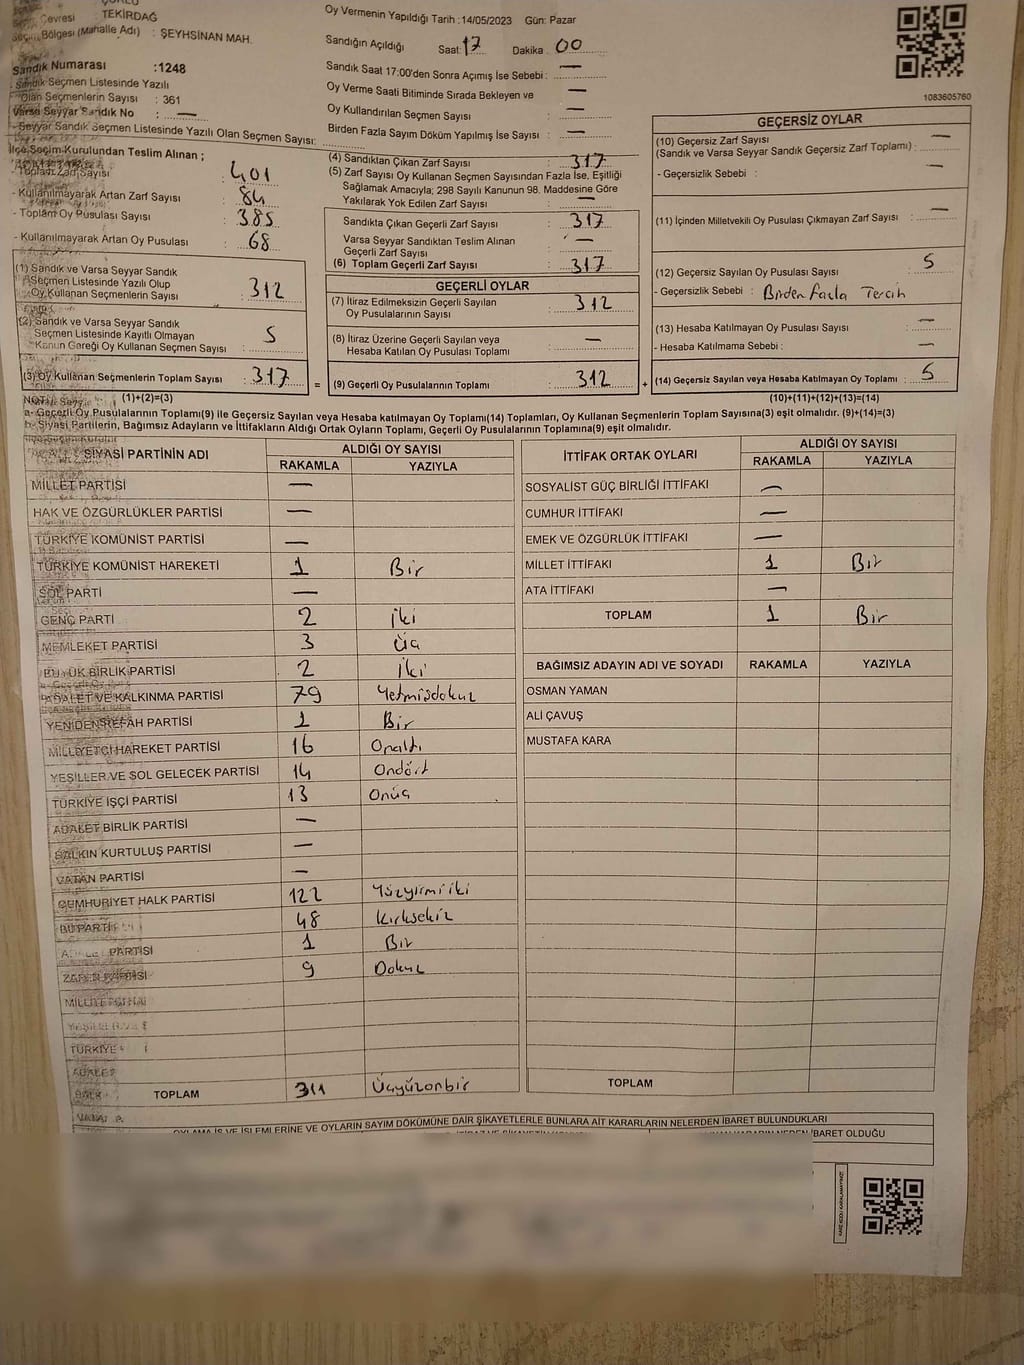 Çevresi TEKİRDAĞ
Bölgesi (Mahalle Adı) : ŞEYHSİNAN MAH.
Sandık Numarası :1248
Sandık Seçmen Listesinde Yazılı
Olan Seçmenlerin Sayısı : 361
Varsa Seyyar Sandık No : —
Seyyar Sandık Seçmen Listesinde Yazılı Olan Seçmen Sayısı:
İlçe Seçim Kurulundan Teslim Alınan ;
- Toplam Zarf Sayısı : 401
- Kullanılmayarak Artan Zarf Sayısı : 84
- Toplam Oy Pusulası Sayısı : 385
- Kullanılmayarak Artan Oy Pusulası : 68
(1) Sandık ve Varsa Seyyar Sandık
Seçmen Listesinde Yazılı Olup
Oy Kullanan Seçmenlerin Sayısı : 312
(2) Sandık ve Varsa Seyyar Sandık
Seçmen Listesinde Kayıtlı Olmayan
Kanun Gereği Oy Kullanan Seçmen Sayısı : 5
(3) Oy Kullanan Seçmenlerin Toplam Sayısı : 317
Oy Vermenin Yapıldığı Tarih :14/05/2023 Gün: Pazar
Sandığın Açıldığı Saat: 17 Dakika 00
Sandık Saat 17:00'den Sonra Açımış İse Sebebi : —
Oy Verme Saati Bitiminde Sırada Bekleyen ve —
Oy Kullandırılan Seçmen Sayısı : —
Birden Fazla Sayım Döküm Yapılmış İse Sayısı : —
(4) Sandıktan Çıkan Zarf Sayısı : 317
(5) Zarf Sayısı Oy Kullanan Seçmen Sayısından Fazla İse, Eşitliği
Sağlamak Amacıyla; 298 Sayılı Kanunun 98. Maddesine Göre
Yakılarak Yok Edilen Zarf Sayısı : —
Sandıkta Çıkan Geçerli Zarf Sayısı : 317
Varsa Seyyar Sandıktan Teslim Alınan : —
Geçerli Zarf Sayısı
(6) Toplam Geçerli Zarf Sayısı : 317
GEÇERLİ OYLAR
(7) İtiraz Edilmeksizin Geçerli Sayılan : 312
Oy Pusulalarının Sayısı
(8) İtiraz Üzerine Geçerli Sayılan veya : —
Hesaba Katılan Oy Pusulası Toplamı
= (9) Geçerli Oy Pusulalarının Toplamı : 312
1083605760
GEÇERSİZ OYLAR
(10) Geçersiz Zarf Sayısı —
(Sandık ve Varsa Seyyar Sandık Geçersiz Zarf Toplamı) :
- Geçersizlik Sebebi : —
(11) İçinden Milletvekili Oy Pusulası Çıkmayan Zarf Sayısı : —
(12) Geçersiz Sayılan Oy Pusulası Sayısı : 5
- Geçersizlik Sebebi : Birden fazla Tercih
(13) Hesaba Katılmayan Oy Pusulası Sayısı : —
- Hesaba Katılmama Sebebi : —
+ (14) Geçersiz Sayılan veya Hesaba Katılmayan Oy Toplamı : 5
NOT: (1)+(2)=(3) (10)+(11)+(12)+(13)=(14)
a- Geçerli Oy Pusulalarının Toplamı(9) ile Geçersiz Sayılan veya Hesaba katılmayan Oy Toplamı(14) Toplamları, Oy Kullanan Seçmenlerin Toplam Sayısına(3) eşit olmalıdır. (9)+(14)=(3)
b- Siyasi Partilerin, Bağımsız Adayların ve İttifakların Aldığı Ortak Oyların Toplamı, Geçerli Oy Pusulalarının Toplamına(9) eşit olmalıdır.
SİYASİ PARTİNİN ADI ALDIĞI OY SAYISI
RAKAMLA YAZIYLA
MİLLET PARTİSİ —
HAK VE ÖZGÜRLÜKLER PARTİSİ —
TÜRKİYE KOMÜNİST PARTİSİ —
TÜRKİYE KOMÜNİST HAREKETİ 1 Bir
SOL PARTİ —
GENÇ PARTİ 2 İki
MEMLEKET PARTİSİ 3 Üç
BÜYÜK BİRLİK PARTİSİ 2 İki
ADALET VE KALKINMA PARTİSİ 79 Yetmişdokuz
YENİDEN REFAH PARTİSİ 1 Bir
MİLLİYETÇİ HAREKET PARTİSİ 16 Onaltı
YEŞİLLER VE SOL GELECEK PARTİSİ 14 Ondört
TÜRKİYE İŞÇİ PARTİSİ 13 Onüç
ADALET BİRLİK PARTİSİ —
HALKIN KURTULUŞ PARTİSİ —
VATAN PARTİSİ —
CUMHURİYET HALK PARTİSİ 122 Yüzyirmiiki
İYİ PARTİ 48 Kırksekiz
ADALET PARTİSİ 1 Bir
ZAFER PARTİSİ 9 Dokuz
TOPLAM 311 Üçyüzonbir
İTTİFAK ORTAK OYLARI ALDIĞI OY SAYISI
RAKAMLA YAZIYLA
SOSYALİST GÜÇ BİRLİĞİ İTTİFAKI —
CUMHUR İTTİFAKI —
EMEK VE ÖZGÜRLÜK İTTİFAKI —
MİLLET İTTİFAKI 1 Bir
ATA İTTİFAKI —
TOPLAM 1 Bir
BAĞIMSIZ ADAYIN ADI VE SOYADI RAKAMLA YAZIYLA
OSMAN YAMAN
ALİ ÇAVUŞ
MUSTAFA KARA
TOPLAM
OYLAMA İŞ VE İŞLEMLERİNE VE OYLARIN SAYIM DÖKÜMÜNE DAİR ŞİKAYETLERLE BUNLARA AİT KARARLARIN NELERDEN İBARET BULUNDUKLARI
İBARET OLDUĞU